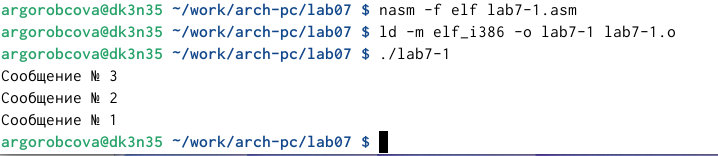 argorobcova@dk3n35 ~/work/arch-pc/lab07 $ nasm -f elf lab7-1.asm
argorobcova@dk3n35 ~/work/arch-pc/lab07 $ ld -m elf_i386 -o lab7-1 lab7-1.o
argorobcova@dk3n35 ~/work/arch-pc/lab07 $ ./lab7-1
Сообщение № 3
Сообщение № 2
Сообщение № 1
argorobcova@dk3n35 ~/work/arch-pc/lab07 $